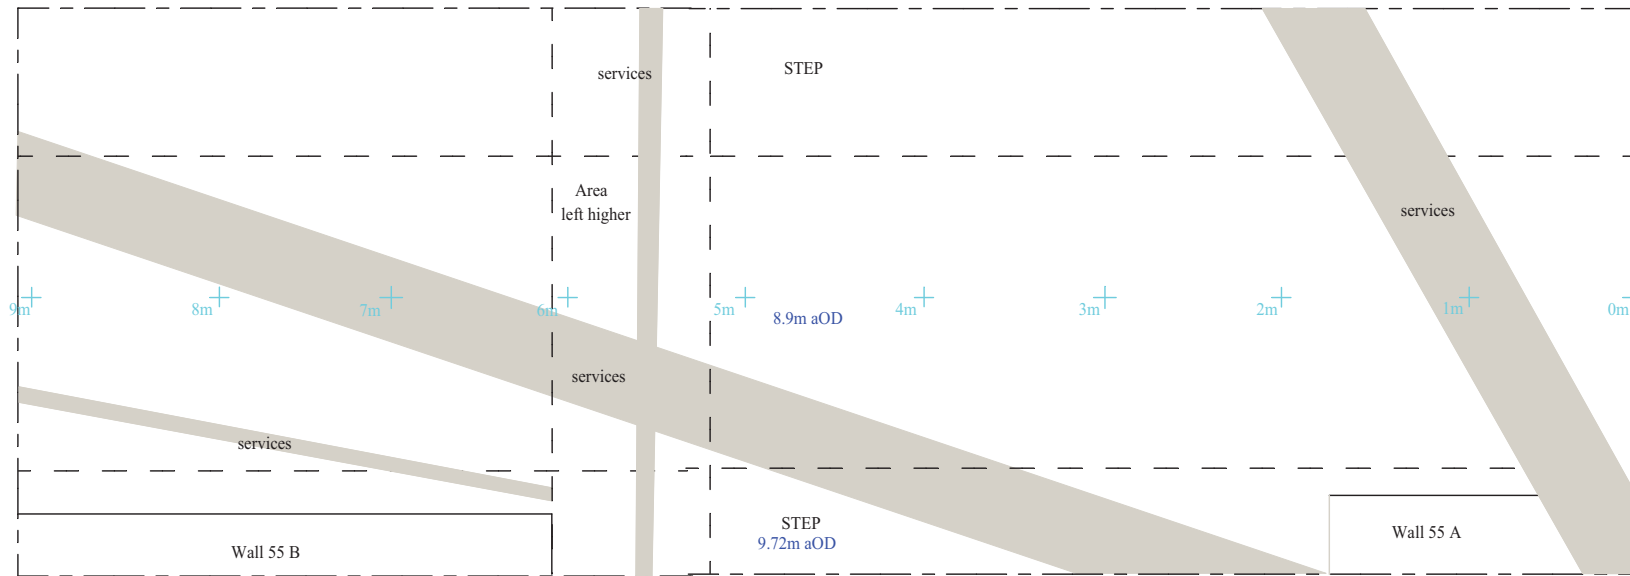 services
STEP
Area
left higher
services
9m
8m
7m
6m
5m
8.9m aOD
4m
3m
2m
1m
0m
services
services
STEP
9.72m aOD
Wall 55 A
Wall 55 B